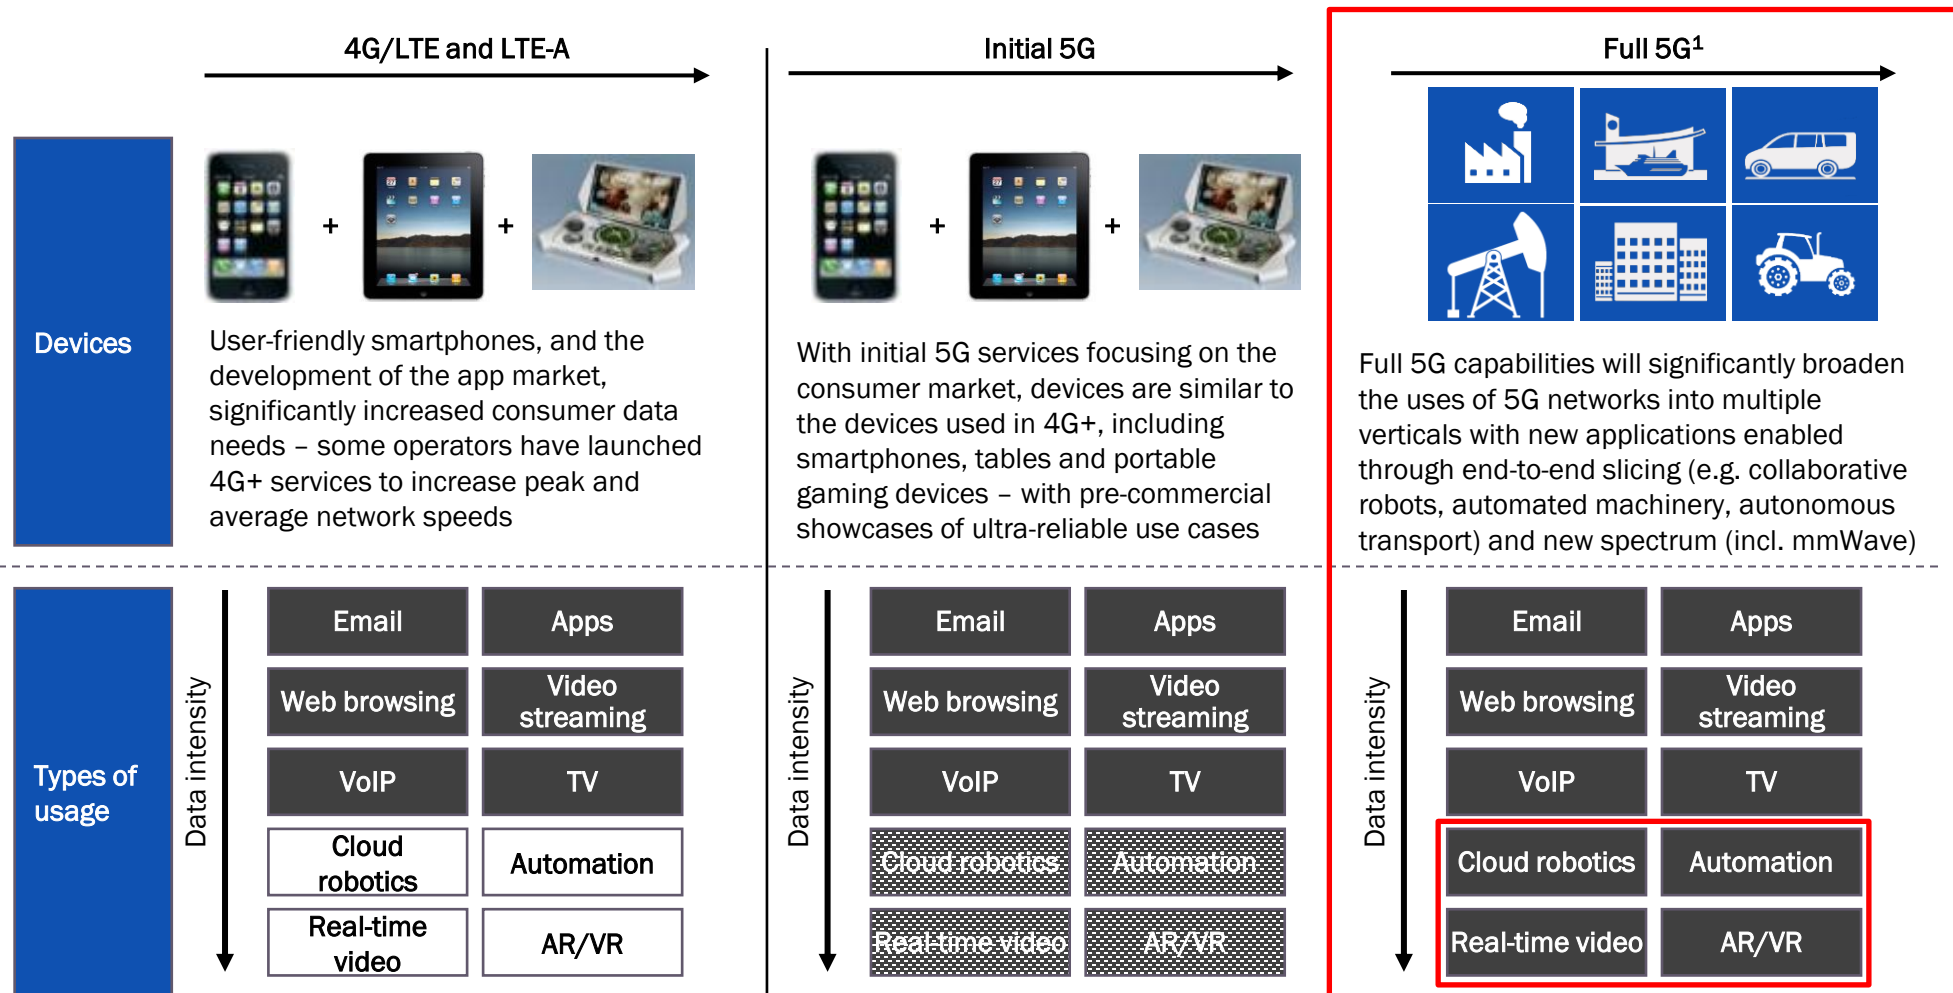 4G/LTE and LTE-A
Initial 5G
Full 5G¹
Devices
User-friendly smartphones, and the
development of the app market,
significantly increased consumer data
needs – some operators have launched
4G+ services to increase peak and
average network speeds
With initial 5G services focusing on the
consumer market, devices are similar to
the devices used in 4G+, including
smartphones, tables and portable
gaming devices – with pre-commercial
showcases of ultra-reliable use cases
Full 5G capabilities will significantly broaden
the uses of 5G networks into multiple
verticals with new applications enabled
through end-to-end slicing (e.g. collaborative
robots, automated machinery, autonomous
transport) and new spectrum (incl. mmWave)
Types of
usage
Data intensity
Email
Apps
Web browsing
Video
streaming
VoIP
TV
Cloud
robotics
Automation
Real-time
video
AR/VR
Data intensity
Email
Apps
Web browsing
Video
streaming
VoIP
TV
Cloud robotics
Automation
Real-time video
AR/VR
Data intensity
Email
Apps
Web browsing
Video
streaming
VoIP
TV
Cloud robotics
Automation
Real-time video
AR/VR